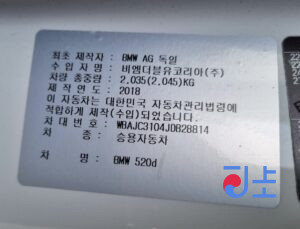 최초 제작자 : BMW AG 독일
수 입 자 명 : 비엠더블유코리아(주)
차량 총중량 : 2,035(2,045)KG
제 작 연 도 : 2018
이 자동차는 대한민국 자동차관리법령에
적합하게 제작(수입)되었습니다.
차 대 번 호 : WBAJC3104JDB28814
차 종 : 승용자동차
차 명 : BMW 520d